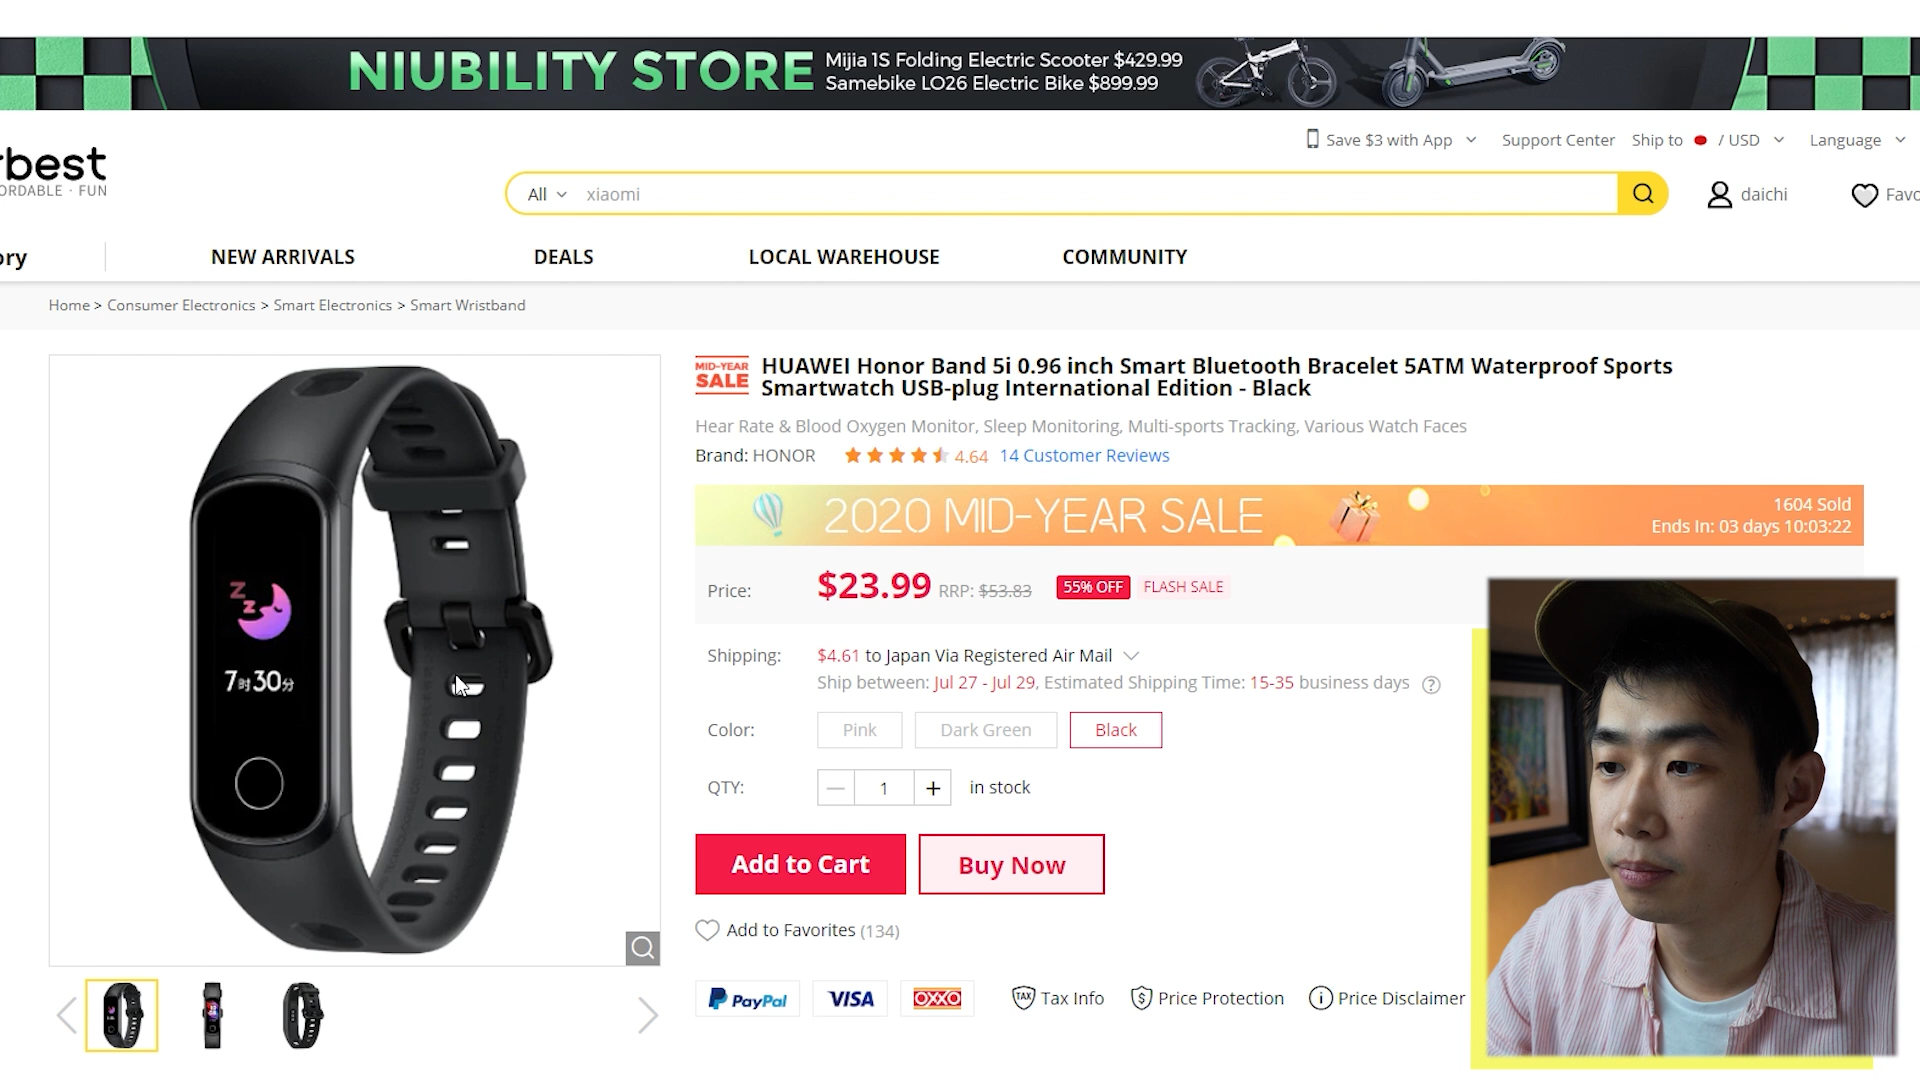 NIUBILITY STORE
Mijia 1S Folding Electric Scooter $429.99
Samebike LO26 Electric Bike $899.99
Save $3 with App
Support Center
Ship to / USD
Language
rbest
ORDABLE · FUN
All
xiaomi
daichi
Favo
ory
NEW ARRIVALS
DEALS
LOCAL WAREHOUSE
COMMUNITY
Home > Consumer Electronics > Smart Electronics > Smart Wristband
MID-YEAR
SALE
HUAWEI Honor Band 5i 0.96 inch Smart Bluetooth Bracelet 5ATM Waterproof Sports
Smartwatch USB-plug International Edition - Black
Hear Rate & Blood Oxygen Monitor, Sleep Monitoring, Multi-sports Tracking, Various Watch Faces
Brand: HONOR
4.64
14 Customer Reviews
2020 MID-YEAR SALE
1604 Sold
Ends In: 03 days 10:03:22
Price:
$23.99
RRP: $53.83
55% OFF
FLASH SALE
Shipping:
$4.61 to Japan Via Registered Air Mail
Ship between: Jul 27 - Jul 29, Estimated Shipping Time: 15-35 business days ?
Color:
Pink
Dark Green
Black
QTY:
— 1 +
in stock
Add to Cart
Buy Now
Add to Favorites (134)
PayPal
VISA
OXXO
TAX
Tax Info
$
Price Protection
i
Price Disclaimer
Z
Z
7时30分